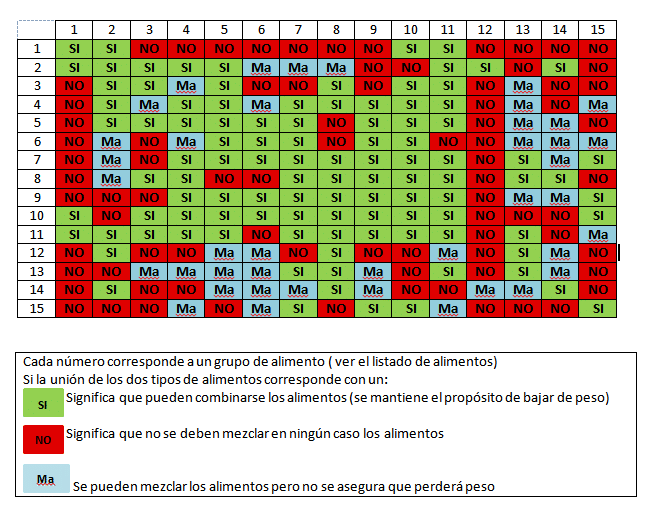 1 2 3 4 5 6 7 8 9 10 11 12 13 14 15
1 SI SI NO NO NO NO NO NO NO SI SI NO NO NO NO
2 SI SI SI SI SI Ma Ma Ma NO NO SI SI NO SI NO
3 NO SI SI Ma SI NO NO SI NO SI SI NO Ma NO NO
4 NO SI Ma SI SI Ma SI SI SI SI SI NO Ma NO Ma
5 NO SI SI SI SI SI SI NO SI SI SI NO Ma Ma NO
6 NO Ma NO Ma SI SI SI NO SI SI NO NO Ma Ma Ma
7 NO Ma NO SI SI SI SI SI SI SI SI NO SI Ma SI
8 NO Ma SI SI NO NO SI SI SI SI SI NO SI SI NO
9 NO NO NO SI SI SI SI SI SI SI SI NO Ma Ma SI
10 SI NO SI SI SI SI SI SI SI SI SI NO NO NO SI
11 SI SI SI SI SI NO SI SI SI SI SI NO SI NO Ma
12 NO SI NO NO Ma Ma NO SI NO NO Ma NO SI Ma NO
13 NO NO Ma Ma Ma Ma SI SI Ma NO SI NO SI Ma NO
14 NO SI NO NO Ma Ma Ma SI Ma NO NO Ma Ma SI NO
15 NO NO NO Ma NO Ma SI NO SI SI Ma NO NO NO SI
Cada número corresponde a un grupo de alimento ( ver el listado de alimentos)
Si la unión de los dos tipos de alimentos corresponde con un:
SI Significa que pueden combinarse los alimentos (se mantiene el propósito de bajar de peso)
NO Significa que no se deben mezclar en ningún caso los alimentos
Ma Se pueden mezclar los alimentos pero no se asegura que perderá peso